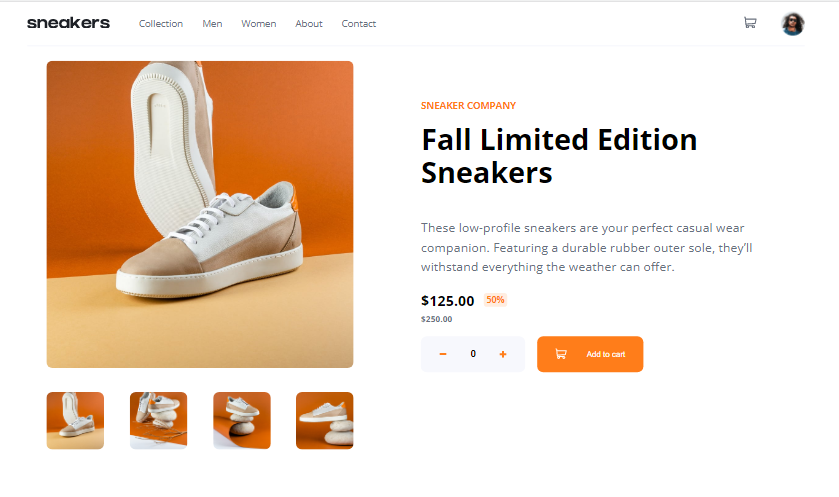 sneakers
Collection Men Women About Contact
SNEAKER COMPANY
Fall Limited Edition
Sneakers
These low-profile sneakers are your perfect casual wear
companion. Featuring a durable rubber outer sole, they’ll
withstand everything the weather can offer.
$125.00 50%
$250.00
− 0 + Add to cart